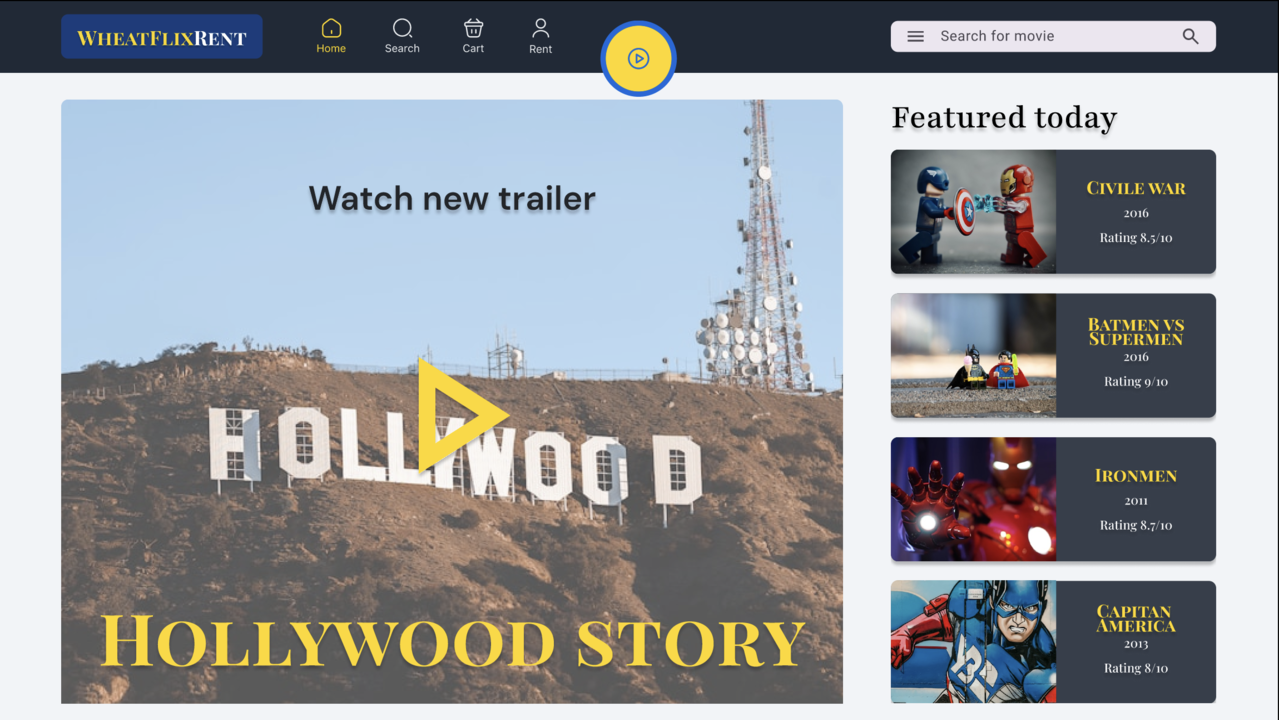 WheatFlixRent
Home
Search
Cart
Rent
Search for movie
Watch new trailer
HOLLYWOOD
Hollywood story
Featured today
Civile war
2016
Rating 8.5/10
Batmen vs
Supermen
2016
Rating 9/10
Ironmen
2011
Rating 8.7/10
Capitan
America
2013
Rating 8/10